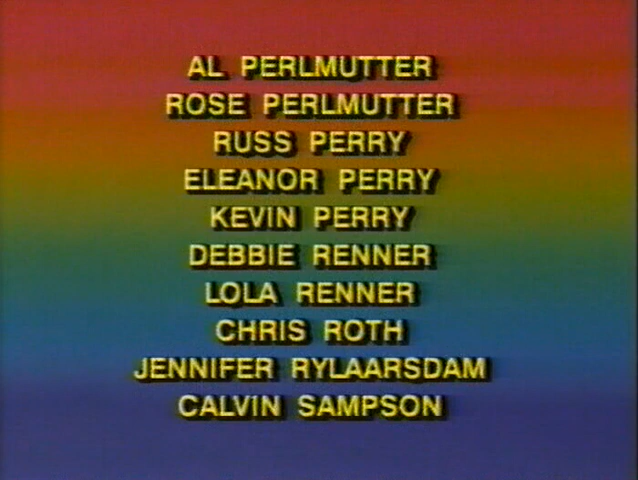 AL PERLMUTTER
ROSE PERLMUTTER
RUSS PERRY
ELEANOR PERRY
KEVIN PERRY
DEBBIE RENNER
LOLA RENNER
CHRIS ROTH
JENNIFER RYLAARSDAM
CALVIN SAMPSON